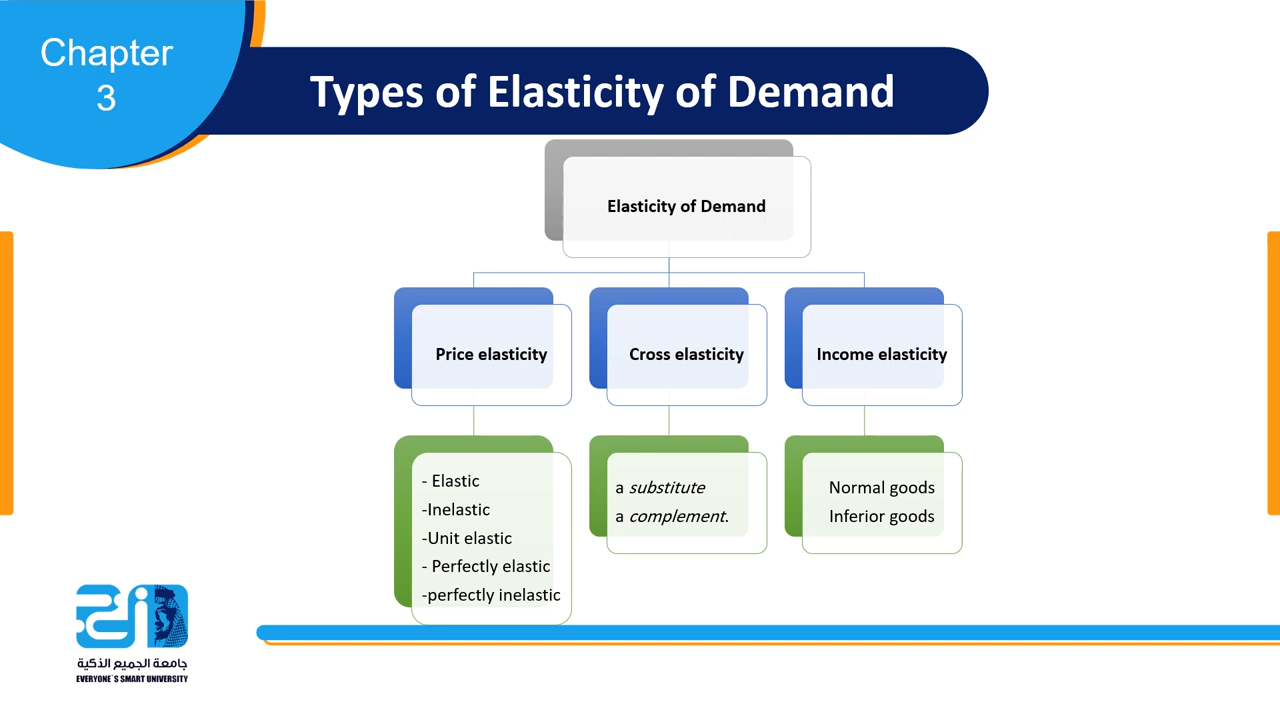 Chapter
3
Types of Elasticity of Demand
Elasticity of Demand
Price elasticity
Cross elasticity
Income elasticity
- Elastic
-Inelastic
-Unit elastic
- Perfectly elastic
-perfectly inelastic
a substitute
a complement.
Normal goods
Inferior goods
جامعة الجميع الذكية
EVERYONE`S SMART UNIVERSITY